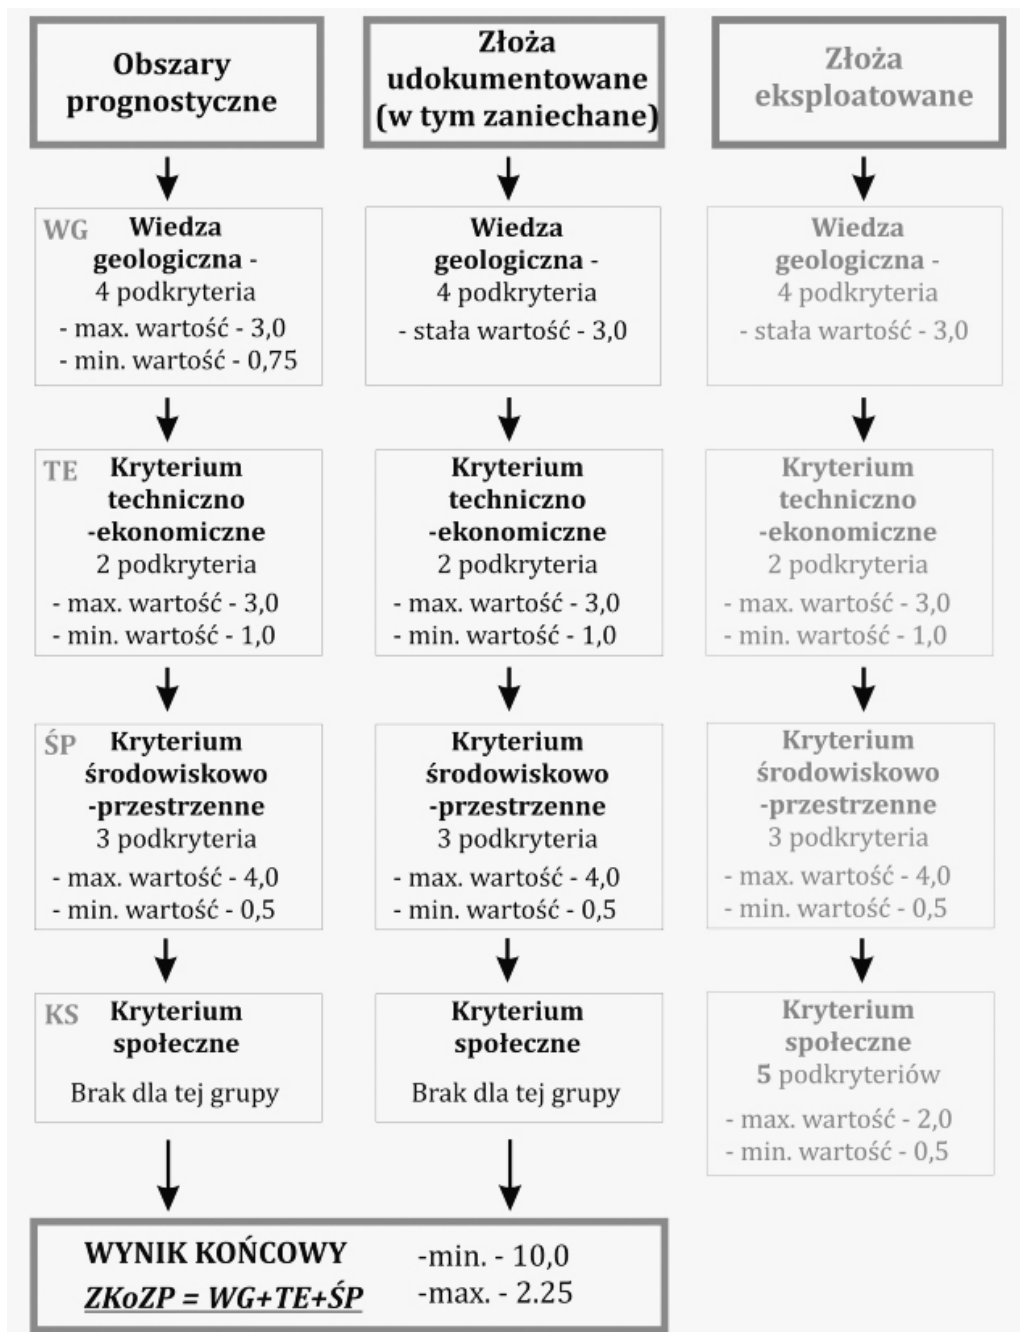 Obszary
prognostyczne
Złoża
udokumentowane
(w tym zaniechane)
Złoża
eksploatowane
WG Wiedza
geologiczna -
4 podkryteria
- max. wartość - 3,0
- min. wartość - 0,75
Wiedza
geologiczna -
4 podkryteria
- stała wartość - 3,0
Wiedza
geologiczna -
4 podkryteria
- stała wartość - 3,0
TE Kryterium
techniczno
-ekonomiczne
2 podkryteria
- max. wartość - 3,0
- min. wartość - 1,0
Kryterium
techniczno
-ekonomiczne
2 podkryteria
- max. wartość - 3,0
- min. wartość - 1,0
Kryterium
techniczno
-ekonomiczne
2 podkryteria
- max. wartość - 3,0
- min. wartość - 1,0
ŚP Kryterium
środowiskowo
-przestrzenne
3 podkryteria
- max. wartość - 4,0
- min. wartość - 0,5
Kryterium
środowiskowo
-przestrzenne
3 podkryteria
- max. wartość - 4,0
- min. wartość - 0,5
Kryterium
środowiskowo
-przestrzenne
3 podkryteria
- max. wartość - 4,0
- min. wartość - 0,5
KS Kryterium
społeczne
Brak dla tej grupy
Kryterium
społeczne
Brak dla tej grupy
Kryterium
społeczne
5 podkryteriów
- max. wartość - 2,0
- min. wartość - 0,5
WYNIK KOŃCOWY -min. - 10,0
ZKoZP = WG+TE+ŚP -max. - 2.25